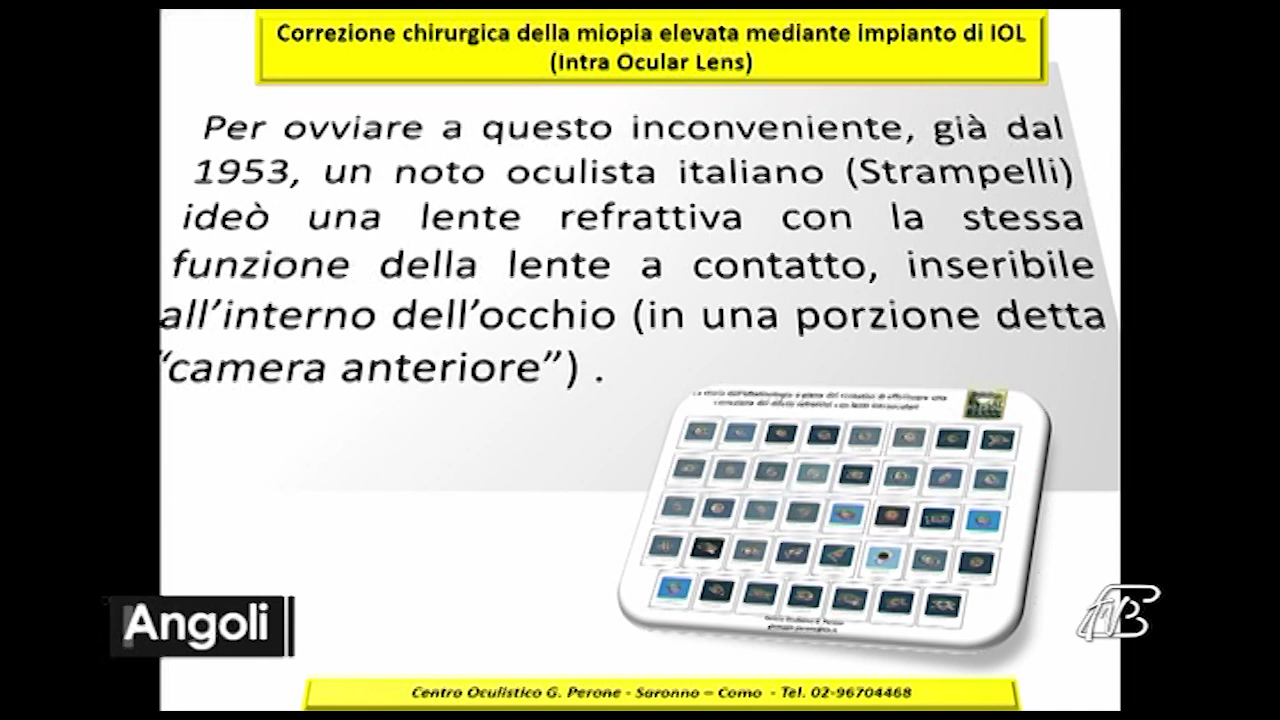 Correzione chirurgica della miopia elevata mediante impianto di IOL
(Intra Ocular Lens)
Per ovviare a questo inconveniente, già dal
1953, un noto oculista italiano (Strampelli)
ideò una lente refrattiva con la stessa
funzione della lente a contatto, inseribile
all'interno dell'occhio (in una porzione detta
“camera anteriore”) .
Angoli
Centro Oculistico G. Perone - Saronno – Como - Tel. 02-96704468